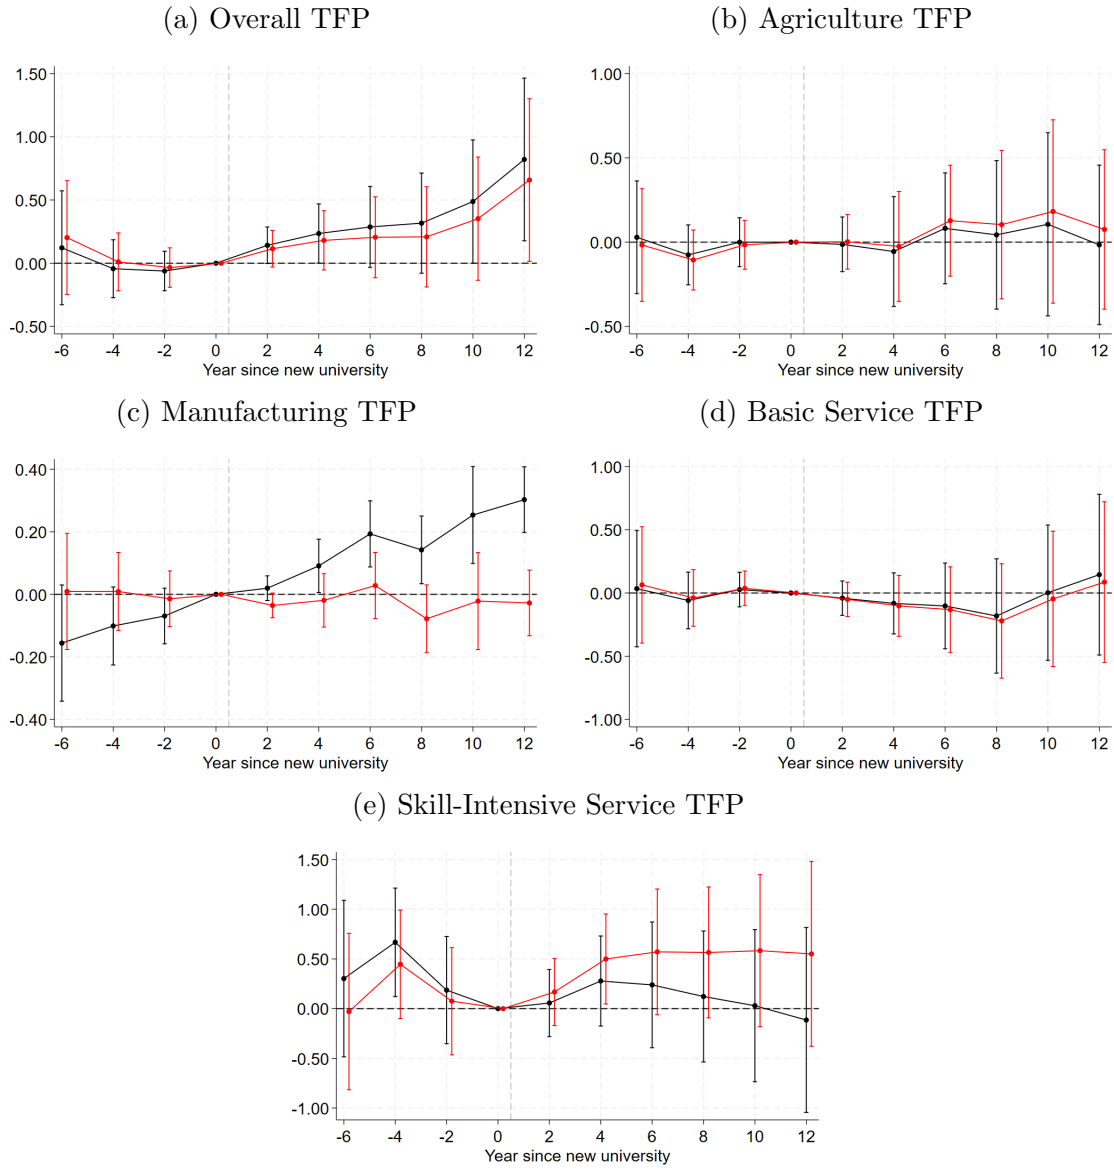 (a) Overall TFP
1.50
1.00
0.50
0.00
-0.50
-6 -4 -2 0 2 4 6 8 10 12
Year since new university
(b) Agriculture TFP
1.00
0.50
0.00
-0.50
-6 -4 -2 0 2 4 6 8 10 12
Year since new university
(c) Manufacturing TFP
0.40
0.20
0.00
-0.20
-0.40
-6 -4 -2 0 2 4 6 8 10 12
Year since new university
(d) Basic Service TFP
1.00
0.50
0.00
-0.50
-1.00
-6 -4 -2 0 2 4 6 8 10 12
Year since new university
(e) Skill-Intensive Service TFP
1.50
1.00
0.50
0.00
-0.50
-1.00
-6 -4 -2 0 2 4 6 8 10 12
Year since new university